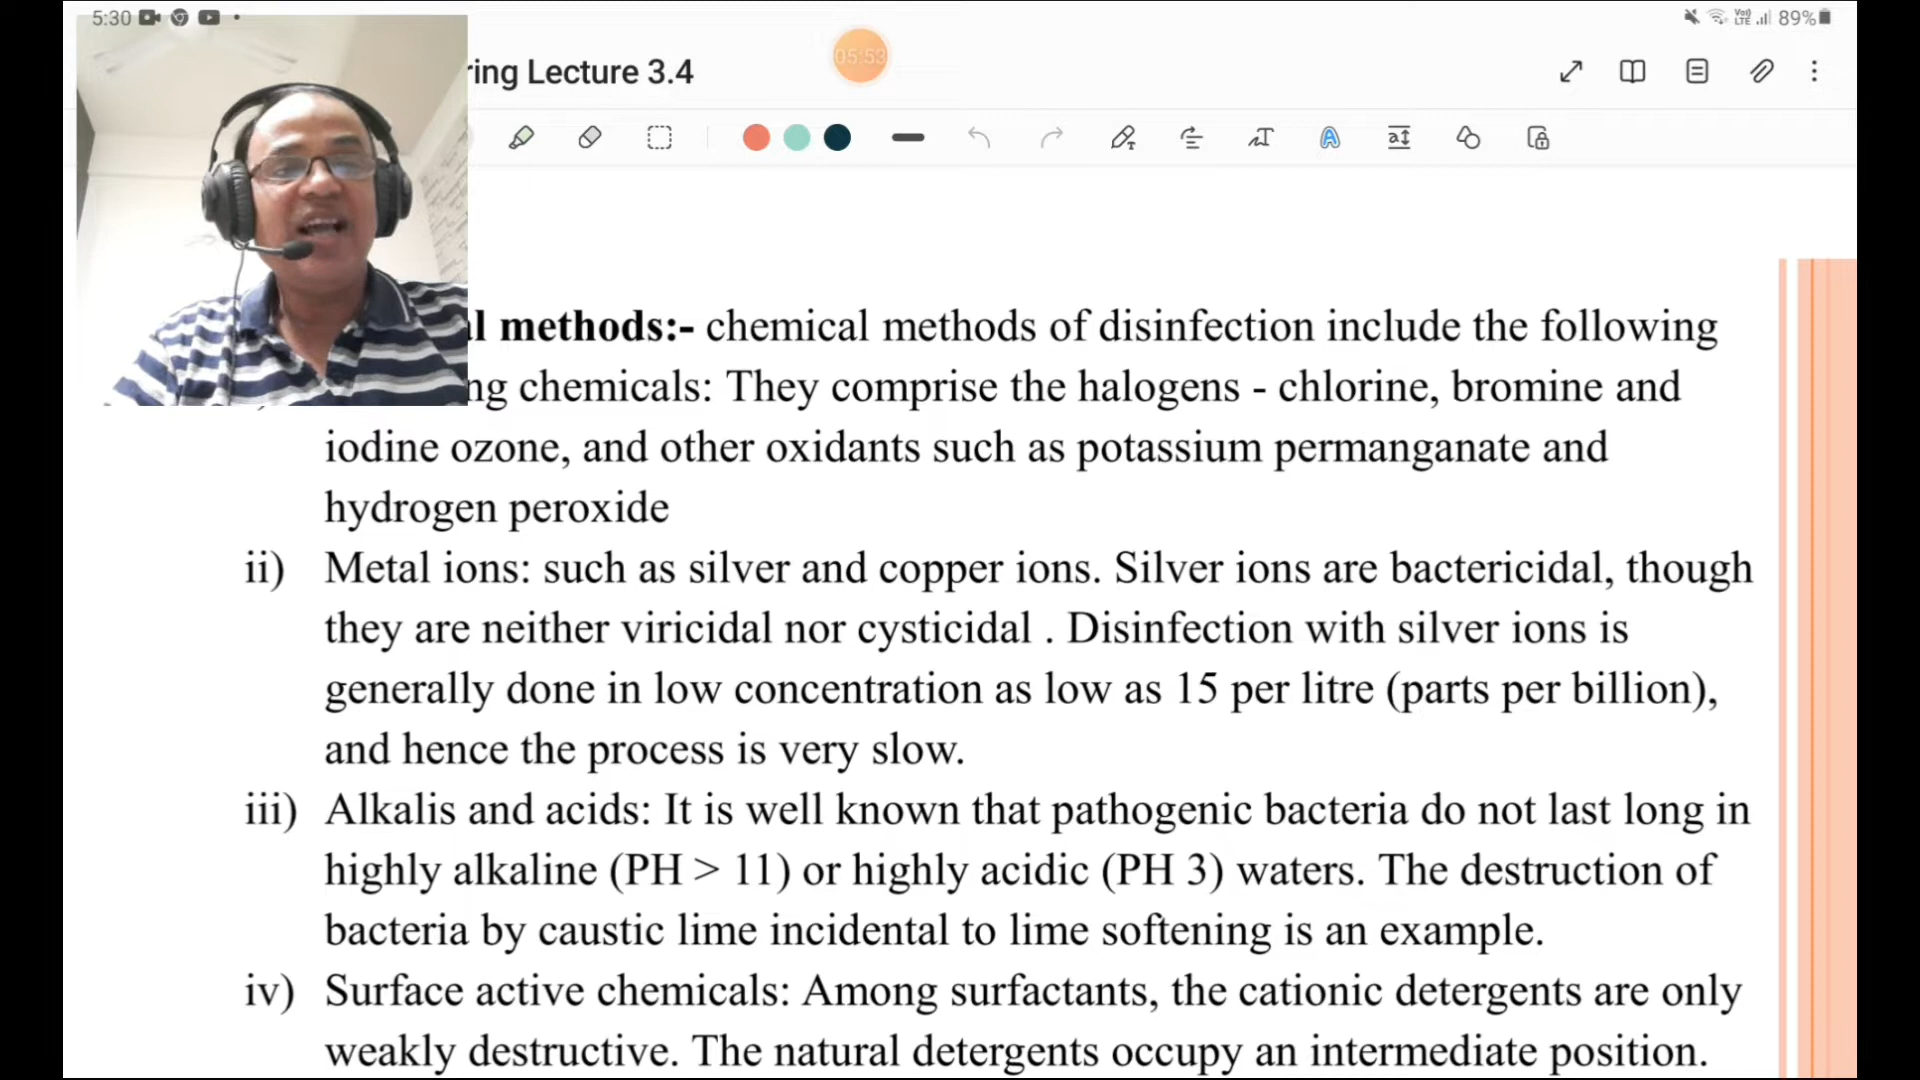 5:30
89%
ring Lecture 3.4
05:53
l methods:- chemical methods of disinfection include the following
ng chemicals: They comprise the halogens - chlorine, bromine and
iodine ozone, and other oxidants such as potassium permanganate and
hydrogen peroxide
ii) Metal ions: such as silver and copper ions. Silver ions are bactericidal, though
they are neither viricidal nor cysticidal . Disinfection with silver ions is
generally done in low concentration as low as 15 per litre (parts per billion),
and hence the process is very slow.
iii) Alkalis and acids: It is well known that pathogenic bacteria do not last long in
highly alkaline (PH > 11) or highly acidic (PH 3) waters. The destruction of
bacteria by caustic lime incidental to lime softening is an example.
iv) Surface active chemicals: Among surfactants, the cationic detergents are only
weakly destructive. The natural detergents occupy an intermediate position.